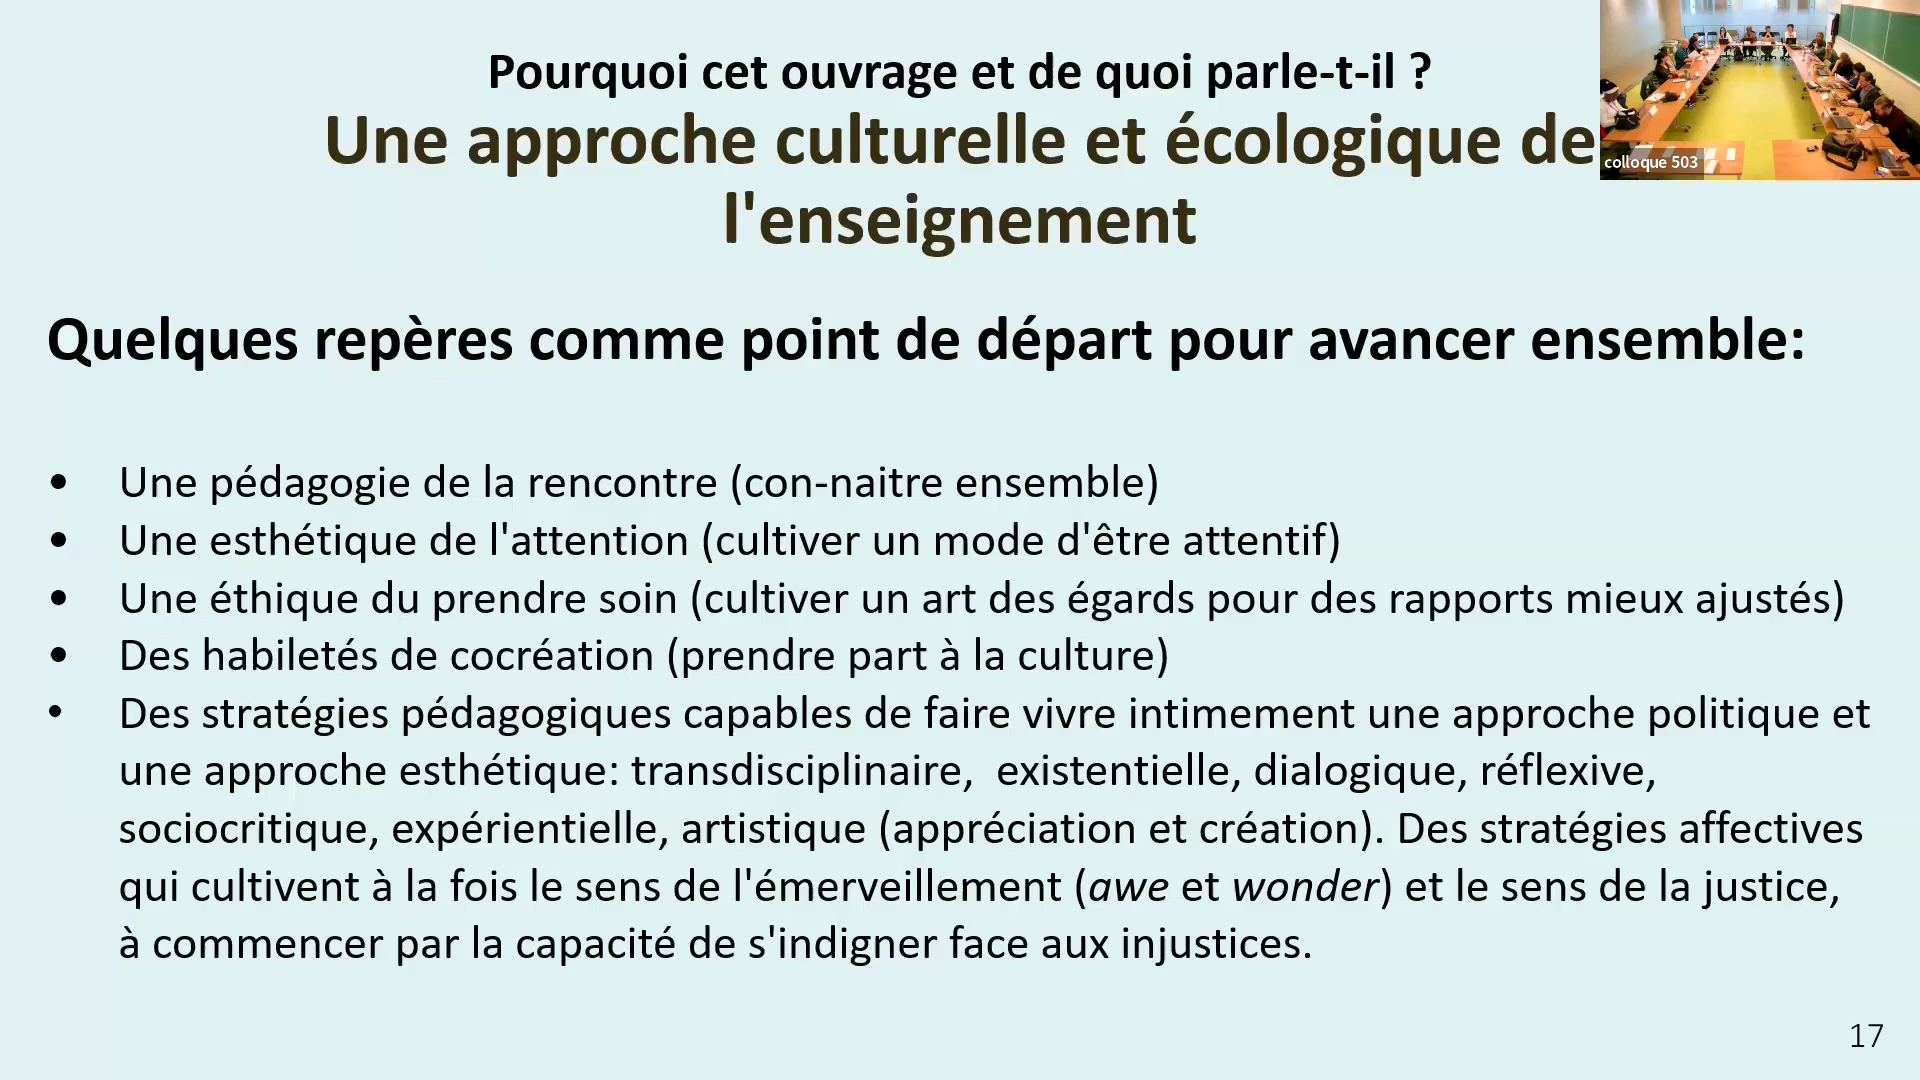 Pourquoi cet ouvrage et de quoi parle-t-il ?
Une approche culturelle et écologique de
l'enseignement
colloque 503
Quelques repères comme point de départ pour avancer ensemble:
• Une pédagogie de la rencontre (con-naitre ensemble)
• Une esthétique de l'attention (cultiver un mode d'être attentif)
• Une éthique du prendre soin (cultiver un art des égards pour des rapports mieux ajustés)
• Des habiletés de cocréation (prendre part à la culture)
• Des stratégies pédagogiques capables de faire vivre intimement une approche politique et
une approche esthétique: transdisciplinaire,  existentielle, dialogique, réflexive,
sociocritique, expérientielle, artistique (appréciation et création). Des stratégies affectives
qui cultivent à la fois le sens de l'émerveillement (awe et wonder) et le sens de la justice,
à commencer par la capacité de s'indigner face aux injustices.
17